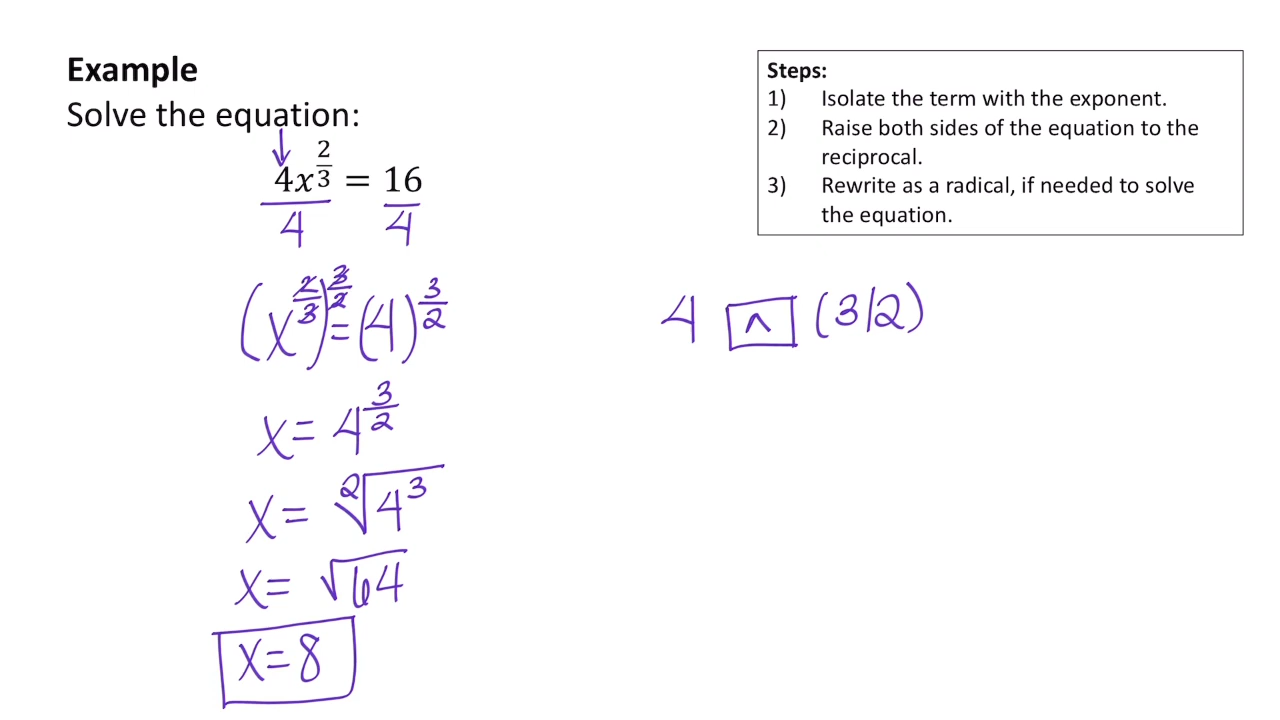 Example
Solve the equation:
4x^(2/3) = 16
4 4
(x^(2/3))^(3/2) = (4)^(3/2)
x = 4^(3/2)
x = ²√4³
x = √64
x = 8
Steps:
1) Isolate the term with the exponent.
2) Raise both sides of the equation to the
reciprocal.
3) Rewrite as a radical, if needed to solve
the equation.
4 ^ (3/2)